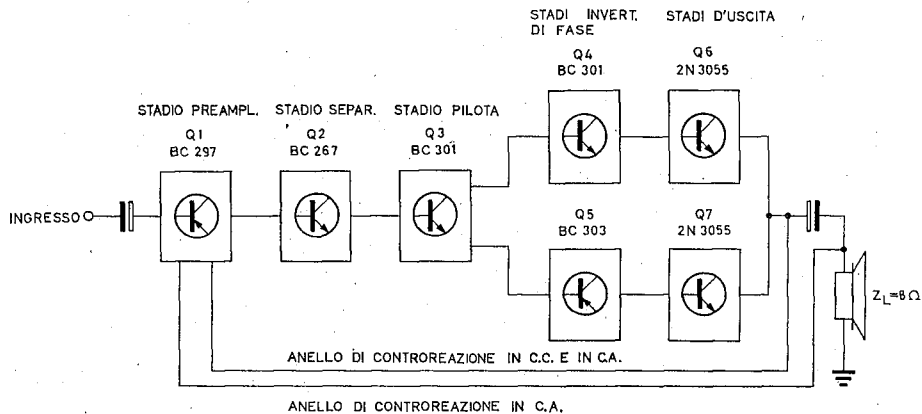 STADI INVERT.
DI FASE
STADI D'USCITA
Q4
BC 301
Q6
2N 3055
STADIO PREAMPL.
Q1
BC 297
STADIO SEPAR.
Q2
BC 267
STADIO PILOTA
Q3
BC 301
INGRESSO
Q5
BC 303
Q7
2N 3055
ZL=8Ω
ANELLO DI CONTROREAZIONE IN C.C. E IN C.A.
ANELLO DI CONTROREAZIONE IN C.A.